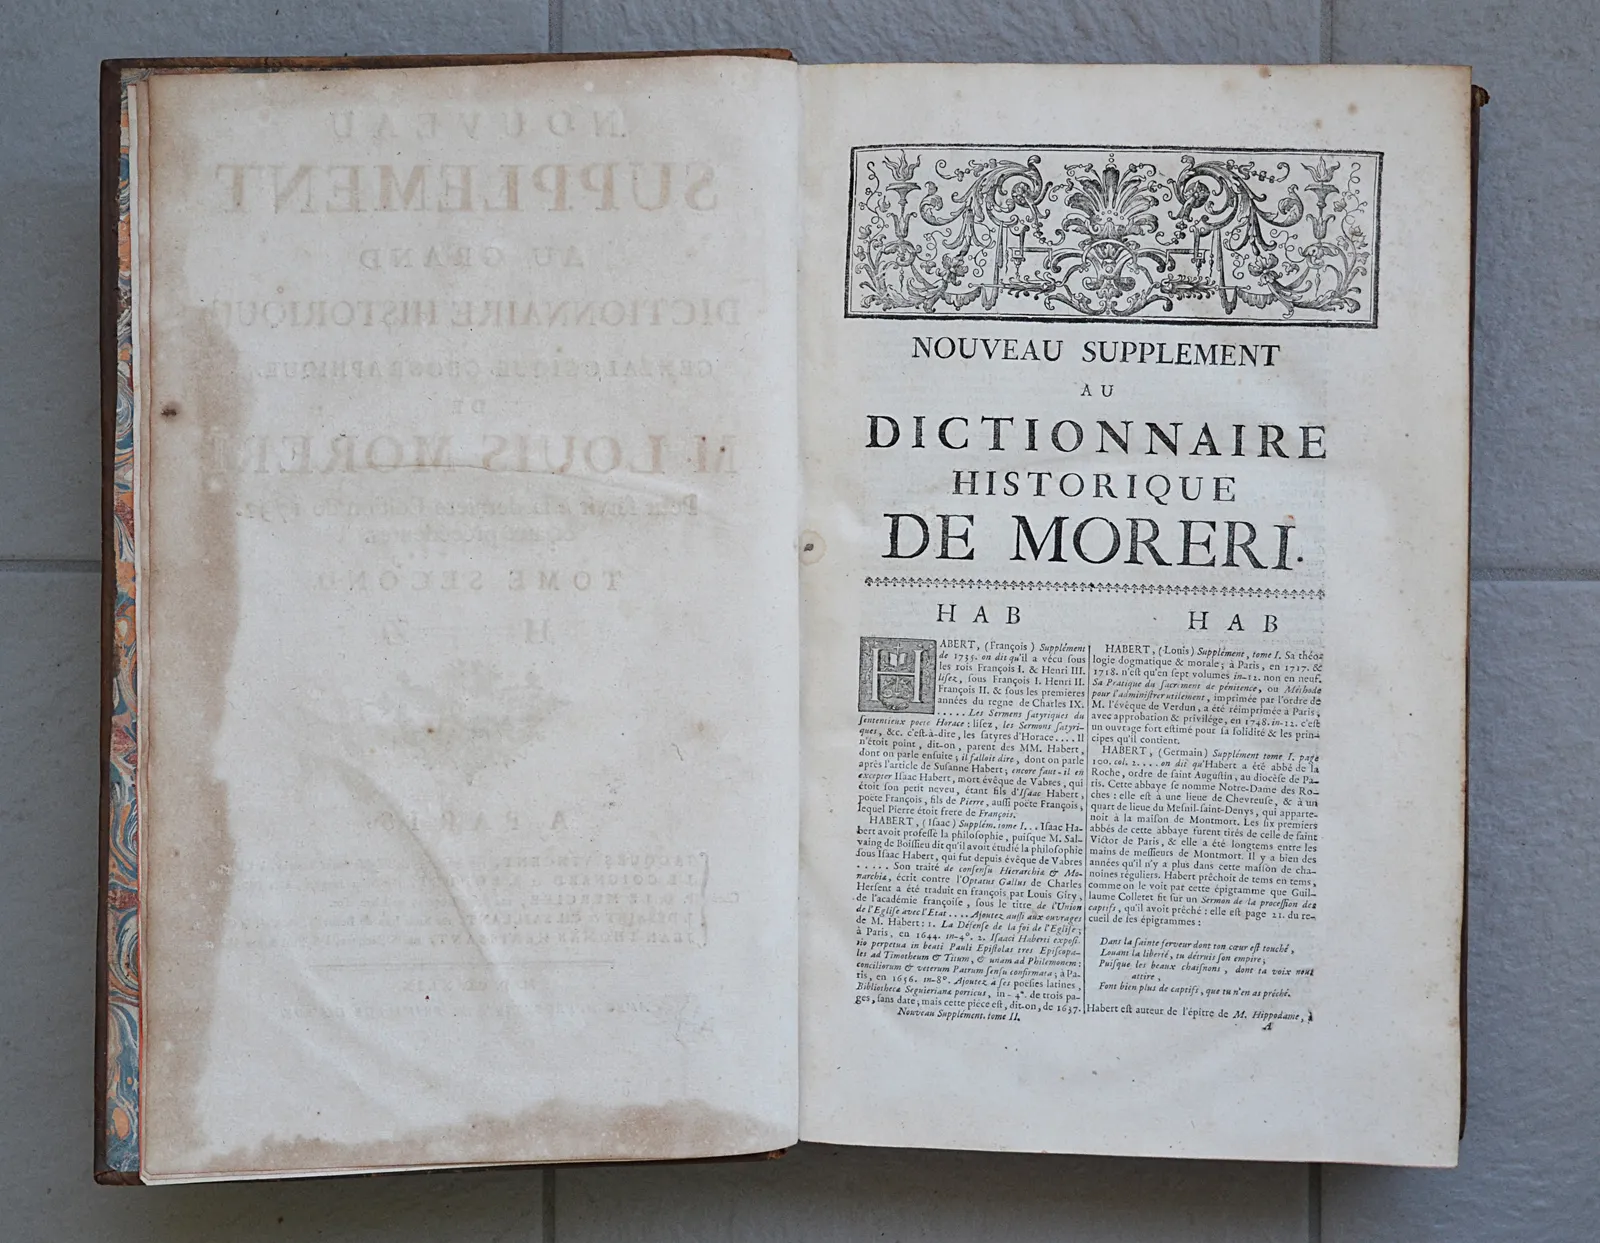 NOUVEAU
SUPPLEMENT
AU GRAND
DICTIONNAIRE HISTORIQUE
GENEALOGIQUE, GEOGRAPHIQUE,
DE
M. LOUIS MORERI
TOME SECOND
H — Z
A PARIS,
JACQUES VINCENT,
NOUVEAU SUPPLEMENT
AU
DICTIONNAIRE
HISTORIQUE
DE MORERI.
HAB
HABERT, (François) Supplément
de 1735. on dit qu'il a vécu sous
les rois François I. & Henri III.
lisez, sous François I. Henri II.
François II. & sous les premieres
années du regne de Charles IX.
. . . . . Les Sermens satyriques du
sententieux poete Horace : lisez, les Sermons satyri-
ques, &c. c'est-à-dire, les satyres d'Horace. . . . Il
n'étoit point, dit-on, parent des MM. Habert,
dont on parle ensuite ; il falloit dire, dont on parle
après l'article de Susanne Habert ; encore faut-il en
excepter Isaac Habert, mort évêque de Vabres, qui
étoit son petit neveu, étant fils d'Isaac Habert,
poëte François, fils de Pierre, aussi poëte François,
lequel Pierre étoit frere de François.
HABERT, (Isaac) Supplém. tome I. . . Isaac Ha-
bert avoit professé la philosophie, puisque M. Sal-
vaing de Boissieu dit qu'il avoit étudié la philosophie
sous Isaac Habert, qui fut depuis évêque de Vabres
. . . . . Son traité de consensu Hierarchiæ & Mo-
narchiæ, écrit contre l'Optatus Gallus de Charles
Hersent a été traduit en françois par Louis Giry,
de l'académie françoise, sous le titre de l'Union
de l'Eglise avec l'Etat. . . . Ajoutez aussi aux ouvrages
de M. Habert : 1. La Défense de la foi de l'Eglise ;
à Paris, en 1644. in-4°. 2. Isaaci Haberti exposi-
tio perpetua in beati Pauli Epistolas tres Episcopa-
les ad Timotheum & Titum, & unam ad Philemonem :
conciliorum & veterum Patrum sensu confirmata ; à Pa-
ris, en 1656. in-8°. Ajoutez à ses poësies latines,
Bibliotheca Segueriana porticus, in-4°. de trois pa-
ges, sans date ; mais cette piéce est, dit-on, de 1637.
Nouveau Supplément. tome II.
HAB
HABERT, (Louis) Supplément, tome I. Sa théo-
logie dogmatique & morale ; à Paris, en 1717. &
1718. n'est qu'en sept volumes in-12. non en neuf.
Sa Pratique du sacrement de pénitence, ou Méthode
pour l'administrer utilement, imprimée par l'ordre de
M. l'évêque de Verdun, a été réimprimée à Paris,
avec approbation & privilége, en 1748. in-12. c'est
un ouvrage fort estimé pour sa solidité & les prin-
cipes qu'il contient.
HABERT, (Germain) Supplément tome I. page
100. col. 2. . . . on dit qu'Habert a été abbé de la
Roche, ordre de saint Augustin, au diocèse de Pa-
ris. Cette abbaye se nomme Notre-Dame des Ro-
ches : elle est à une lieue de Chevreuse, & à un
quart de lieue du Mesnil-saint-Denys, qui apparte-
noit à la maison de Montmort. Les six premiers
abbés de cette abbaye furent tirés de celle de saint
Victor de Paris, & elle a été longtems entre les
mains de messieurs de Montmort. Il y a bien des
années qu'il n'y a plus dans cette maison de cha-
noines réguliers. Habert prêchoit de tems en tems,
comme on le voit par cette épigramme que Guil-
laume Colletet fit sur un Sermon de la procession des
captifs, qu'il avoit prêché : elle est page 21. du re-
cueil de ses épigrammes :
Dans la sainte ferveur dont ton cœur est touché,
Louant la liberté, tu détruis son empire ;
Puisque les beaux chaisnons, dont ta voix nous
attire,
Font bien plus de captifs, que tu n'en as prêché.
Habert est auteur de l'épitre de M. Hippodame, à
A